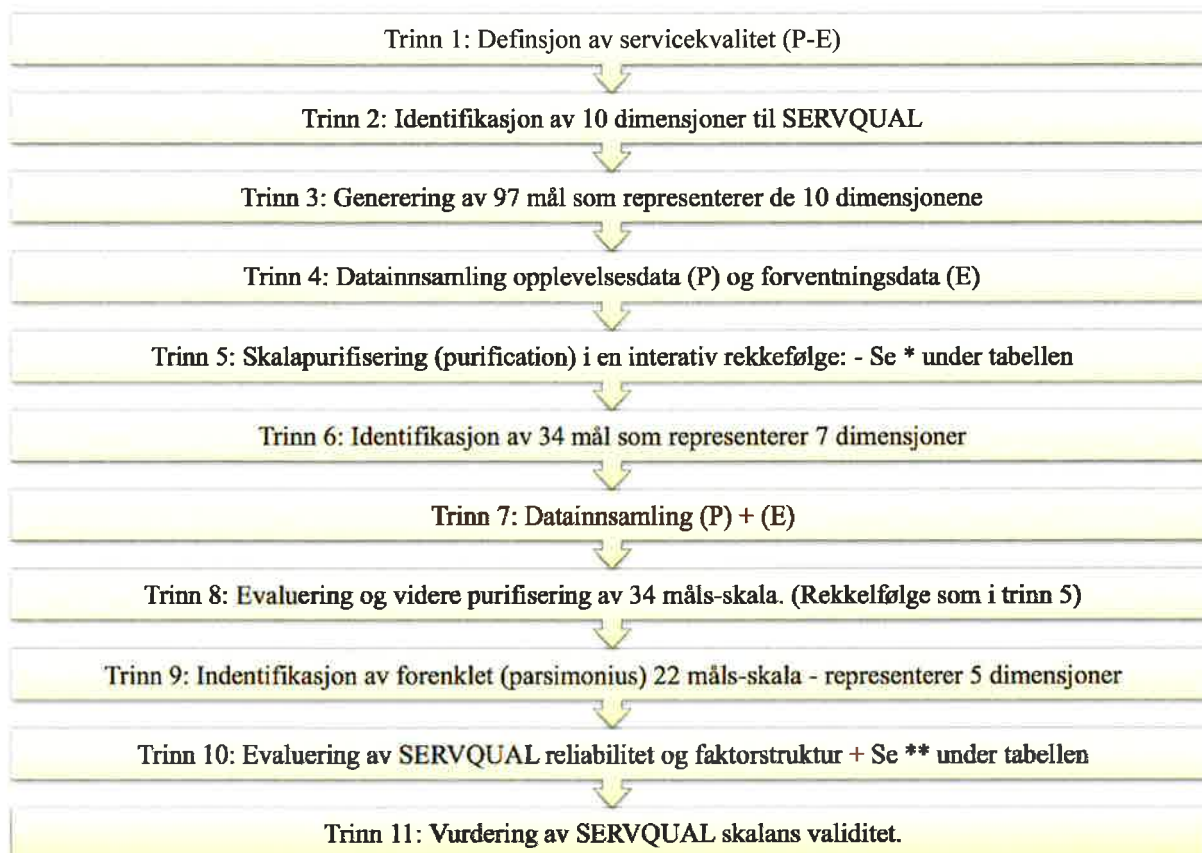 Trinn 1: Definsjon av servicekvalitet (P-E)
Trinn 2: Identifikasjon av 10 dimensjoner til SERVQUAL
Trinn 3: Generering av 97 mål som representerer de 10 dimensjonene
Trinn 4: Datainnsamling opplevelsesdata (P) og forventningsdata (E)
Trinn 5: Skalapurifisering (purification) i en interativ rekkefølge: - Se * under tabellen
Trinn 6: Identifikasjon av 34 mål som representerer 7 dimensjoner
Trinn 7: Datainnsamling (P) + (E)
Trinn 8: Evaluering og videre purifisering av 34 måls-skala. (Rekkelfølge som i trinn 5)
Trinn 9: Indentifikasjon av forenklet (parsimonius) 22 måls-skala - representerer 5 dimensjoner
Trinn 10: Evaluering av SERVQUAL reliabilitet og faktorstruktur + Se ** under tabellen
Trinn 11: Vurdering av SERVQUAL skalans validitet.